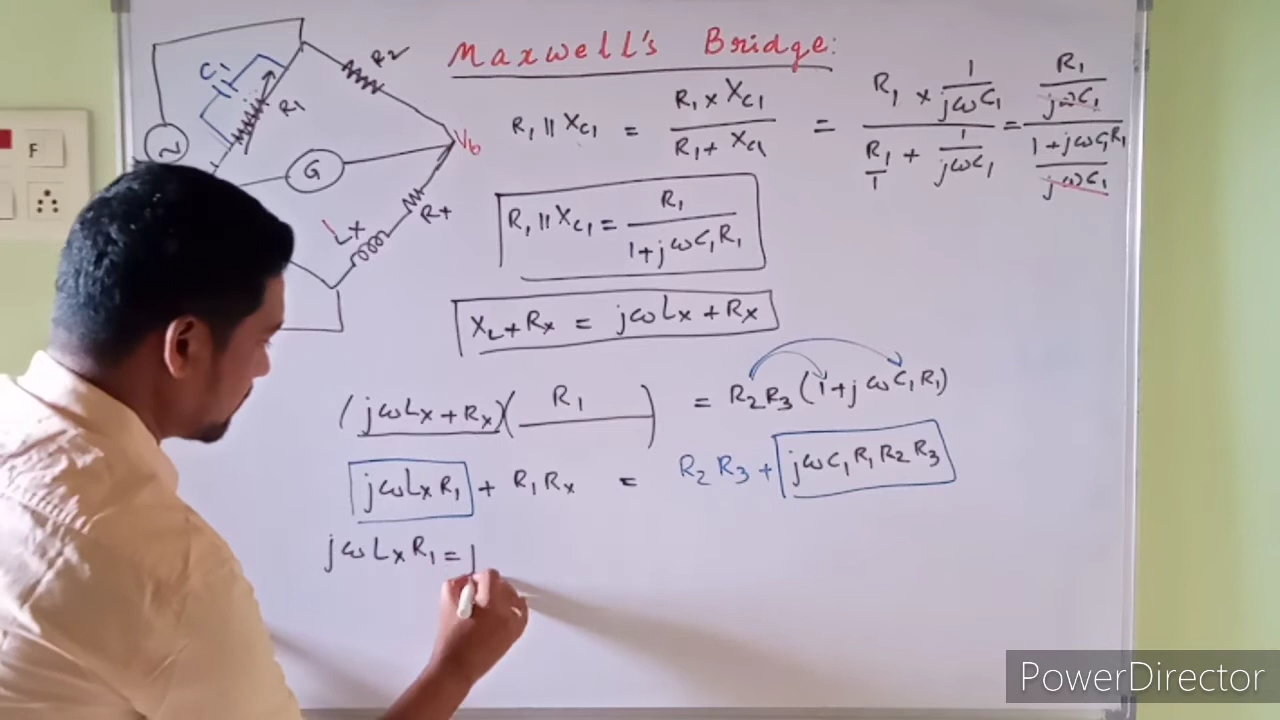 Maxwell's Bridge:
C1
R1
R2
Vb
G
Lx
Rx
F
R1 || XC1 = R1 × XC1 / R1 + XC1 = R1 × 1/jωC1 / R1/1 + 1/jωC1 = R1/jωC1 / 1+jωC1R1/jωC1
R1 || XC1 = R1 / 1+jωC1R1
XL+Rx = jωLx+Rx
(jωLx+Rx)(R1) = R2R3(1+jωC1R1)
jωLxR1 + R1Rx = R2R3 + jωC1R1R2R3
jωLxR1 = j
PowerDirector